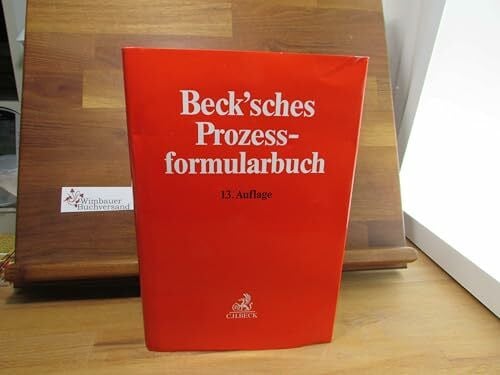 Beck'sches
Prozess-
formularbuch
13. Auflage
Wimbauer
Buchversand
C.H.BECK